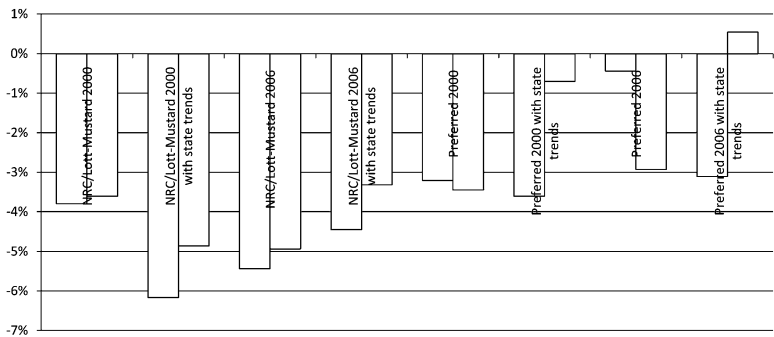 1%
0%
-1%
-2%
-3%
-4%
-5%
-6%
-7%
NRC/Lott-Mustard 2000
NRC/Lott-Mustard 2000
with state trends
NRC/Lott-Mustard 2006
NRC/Lott-Mustard 2006
with state trends
Preferred 2000
Preferred 2000 with state
trends
Preferred 2006
Preferred 2006 with state
trends